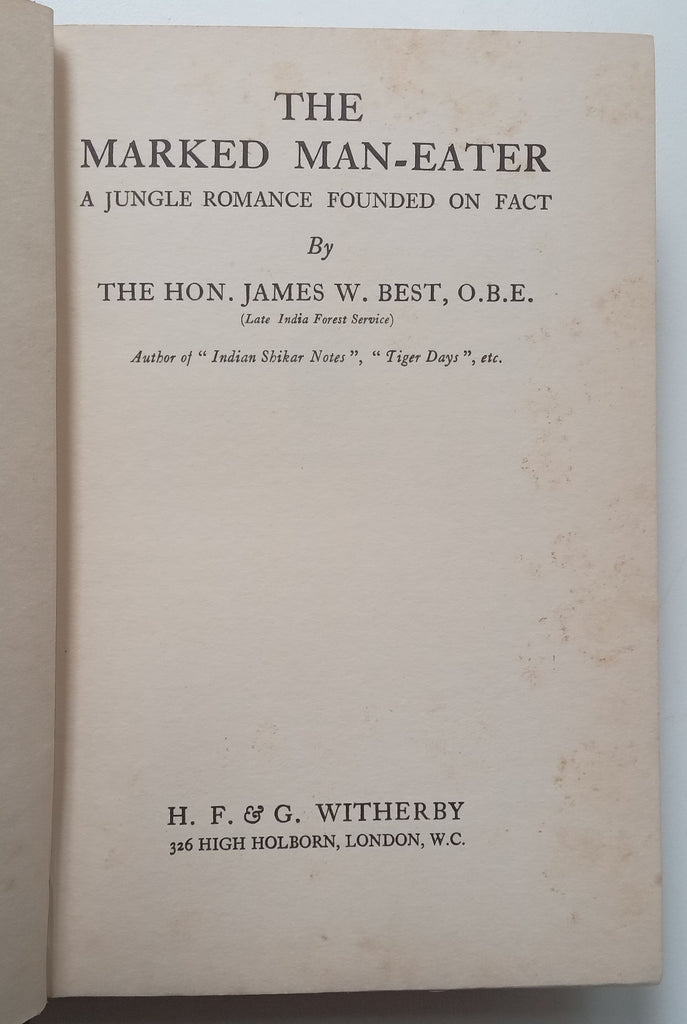 THE
MARKED MAN-EATER
A JUNGLE ROMANCE FOUNDED ON FACT
By
THE HON. JAMES W. BEST, O.B.E.
(Late India Forest Service)
Author of “ Indian Shikar Notes ”, “ Tiger Days ”, etc.
H. F. & G. WITHERBY
326 HIGH HOLBORN, LONDON, W.C.